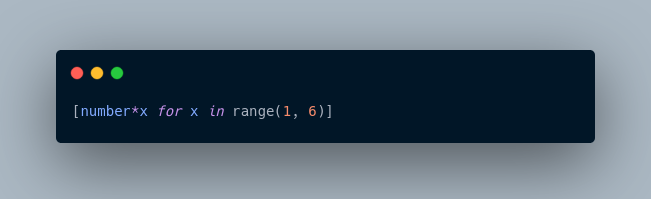 [number*x for x in range(1, 6)]